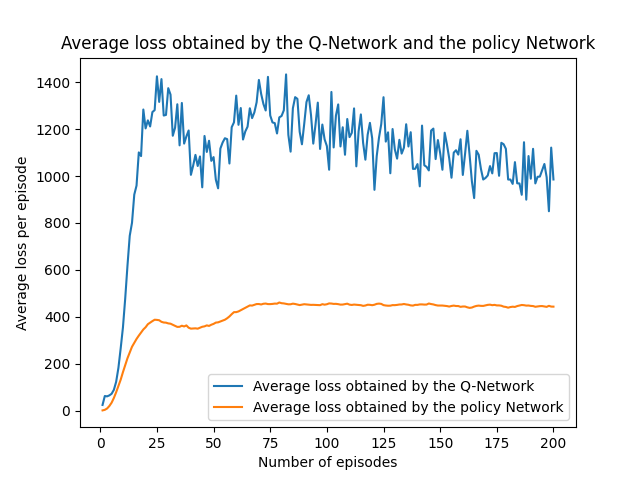 Average loss obtained by the Q-Network and the policy Network
Average loss per episode
1400
1200
1000
800
600
400
200
0
Average loss obtained by the Q-Network
Average loss obtained by the policy Network
0 25 50 75 100 125 150 175 200
Number of episodes